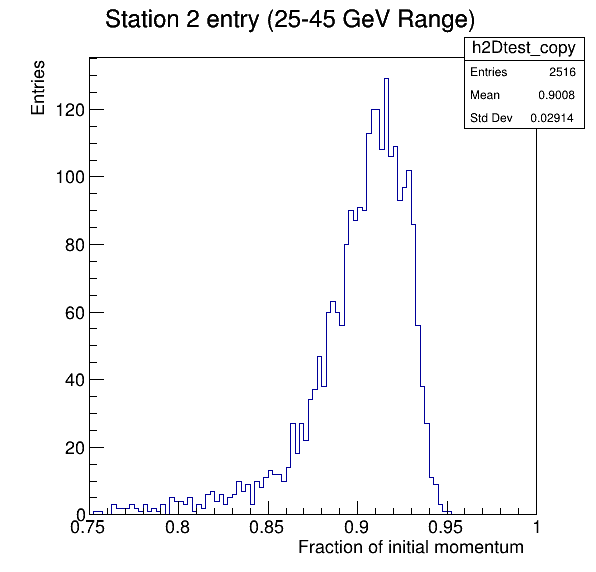 Station 2 entry (25-45 GeV Range)
h2Dtest_copy
Entries 2516
Mean 0.9008
Std Dev 0.02914
Entries
120
100
80
60
40
20
0
0.75 0.8 0.85 0.9 0.95 1
Fraction of initial momentum